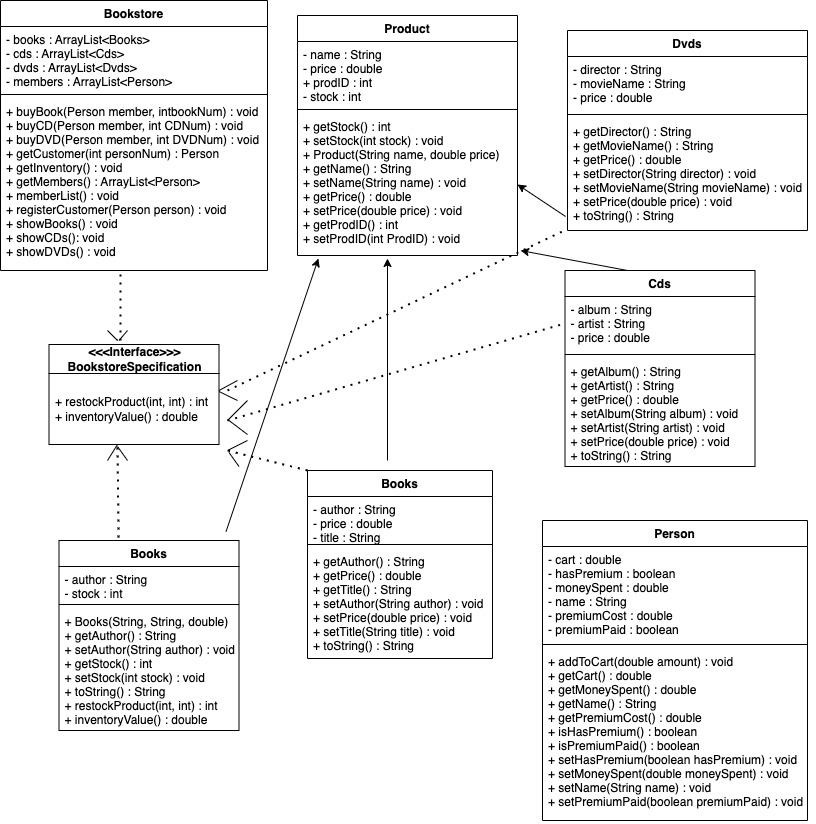 Bookstore
- books : ArrayList<Books>
- cds : ArrayList<Cds>
- dvds : ArrayList<Dvds>
- members : ArrayList<Person>
+ buyBook(Person member, intbookNum) : void
+ buyCD(Person member, int CDNum) : void
+ buyDVD(Person member, int DVDNum) : void
+ getCustomer(int personNum) : Person
+ getInventory() : void
+ getMembers() : ArrayList<Person>
+ memberList() : void
+ registerCustomer(Person person) : void
+ showBooks() : void
+ showCDs(): void
+ showDVDs() : void
Product
- name : String
- price : double
+ prodID : int
- stock : int
+ getStock() : int
+ setStock(int stock) : void
+ Product(String name, double price)
+ getName() : String
+ setName(String name) : void
+ getPrice() : double
+ setPrice(double price) : void
+ getProdID() : int
+ setProdID(int ProdID) : void
Dvds
- director : String
- movieName : String
- price : double
+ getDirector() : String
+ getMovieName() : String
+ getPrice() : double
+ setDirector(String director) : void
+ setMovieName(String movieName) : void
+ setPrice(double price) : void
+ toString() : String
Cds
- album : String
- artist : String
- price : double
+ getAlbum() : String
+ getArtist() : String
+ getPrice() : double
+ setAlbum(String album) : void
+ setArtist(String artist) : void
+ setPrice(double price) : void
+ toString() : String
<<<Interface>>>
BookstoreSpecification
+ restockProduct(int, int) : int
+ inventoryValue() : double
Books
- author : String
- price : double
- title : String
+ getAuthor() : String
+ getPrice() : double
+ getTitle() : String
+ setAuthor(String author) : void
+ setPrice(double price) : void
+ setTitle(String title) : void
+ toString() : String
Books
- author : String
- stock : int
+ Books(String, String, double)
+ getAuthor() : String
+ setAuthor(String author) : void
+ getStock() : int
+ setStock(int stock) : void
+ toString() : String
+ restockProduct(int, int) : int
+ inventoryValue() : double
Person
- cart : double
- hasPremium : boolean
- moneySpent : double
- name : String
- premiumCost : double
- premiumPaid : boolean
+ addToCart(double amount) : void
+ getCart() : double
+ getMoneySpent() : double
+ getName() : String
+ getPremiumCost() : double
+ isHasPremium() : boolean
+ isPremiumPaid() : boolean
+ setHasPremium(boolean hasPremium) : void
+ setMoneySpent(double moneySpent) : void
+ setName(String name) : void
+ setPremiumPaid(boolean premiumPaid) : void